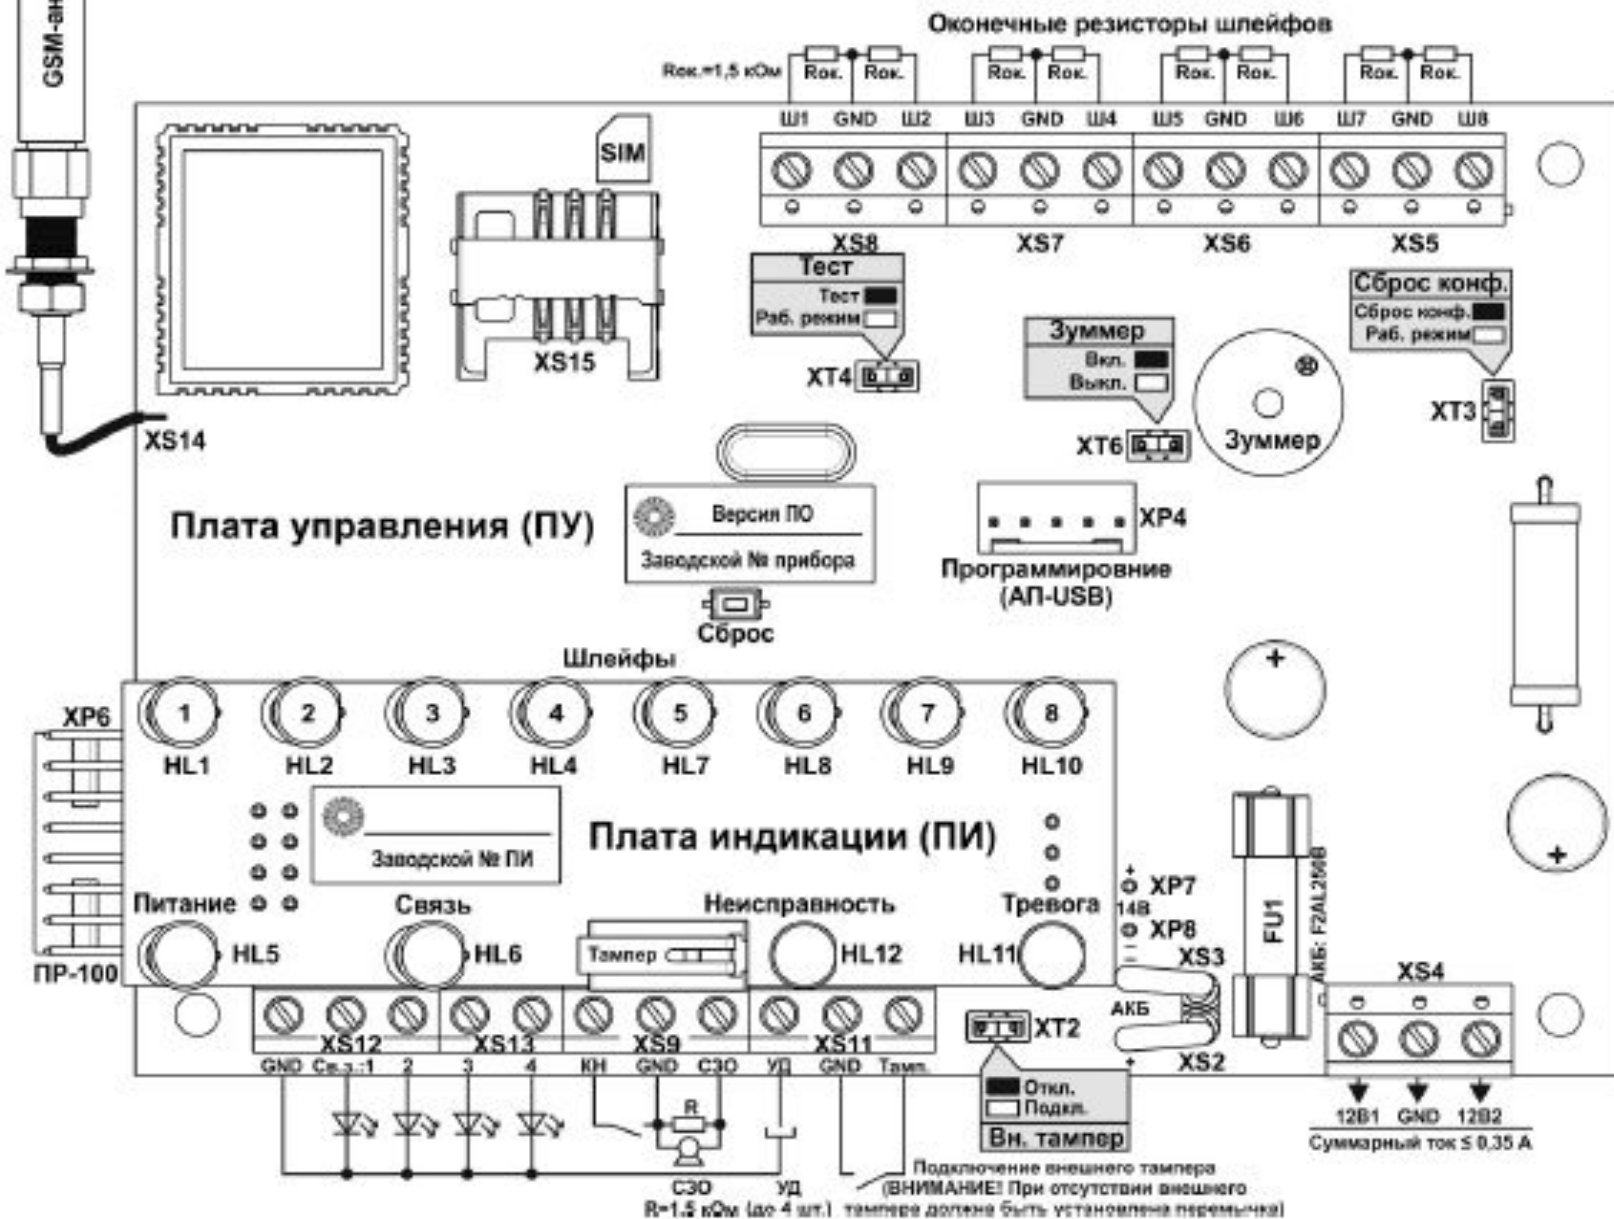 GSM-ан
Оконечные резисторы шлейфов
Rок.=1,5 кОм Rок. Rок. Rок. Rок. Rок. Rок. Rок. Rок.
Ш1 GND Ш2 Ш3 GND Ш4 Ш5 GND Ш6 Ш7 GND Ш8
SIM
XS8 XS7 XS6 XS5
Тест
Тест
Раб. режим
XT4
Зуммер
Вкл.
Выкл.
XT6
Сброс конф.
Сброс конф.
Раб. режим
XT3
XS15
Зуммер
XS14
Плата управления (ПУ)
Версия ПО
Заводской № прибора
Сброс
XP4
Программировние
(АП-USB)
Шлейфы
XP6
1 2 3 4 5 6 7 8
HL1 HL2 HL3 HL4 HL7 HL8 HL9 HL10
Заводской № ПИ
Плата индикации (ПИ)
Питание Связь Неисправность Тревога
HL5 HL6 Тампер HL12 HL11
ПР-100
+
XP7
14В
XP8
–
XS3
АКБ
+
XS2
FU1
АКБ: F2AL250В
+
+
XS4
XS12 XS13 XS9 XS11
XT2
GND Св.э.:1 2 3 4 КН GND СЗО УД GND Тамп.
Откл.
Подкл.
Вн. тампер
12В1 GND 12В2
Суммарный ток ≤ 0,35 А
R
СЗО УД
R=1.5 кОм (до 4 шт.)
Подключение внешнего тампера
(ВНИМАНИЕ! При отсутствии внешнего
тампера должна быть установлена перемычка)